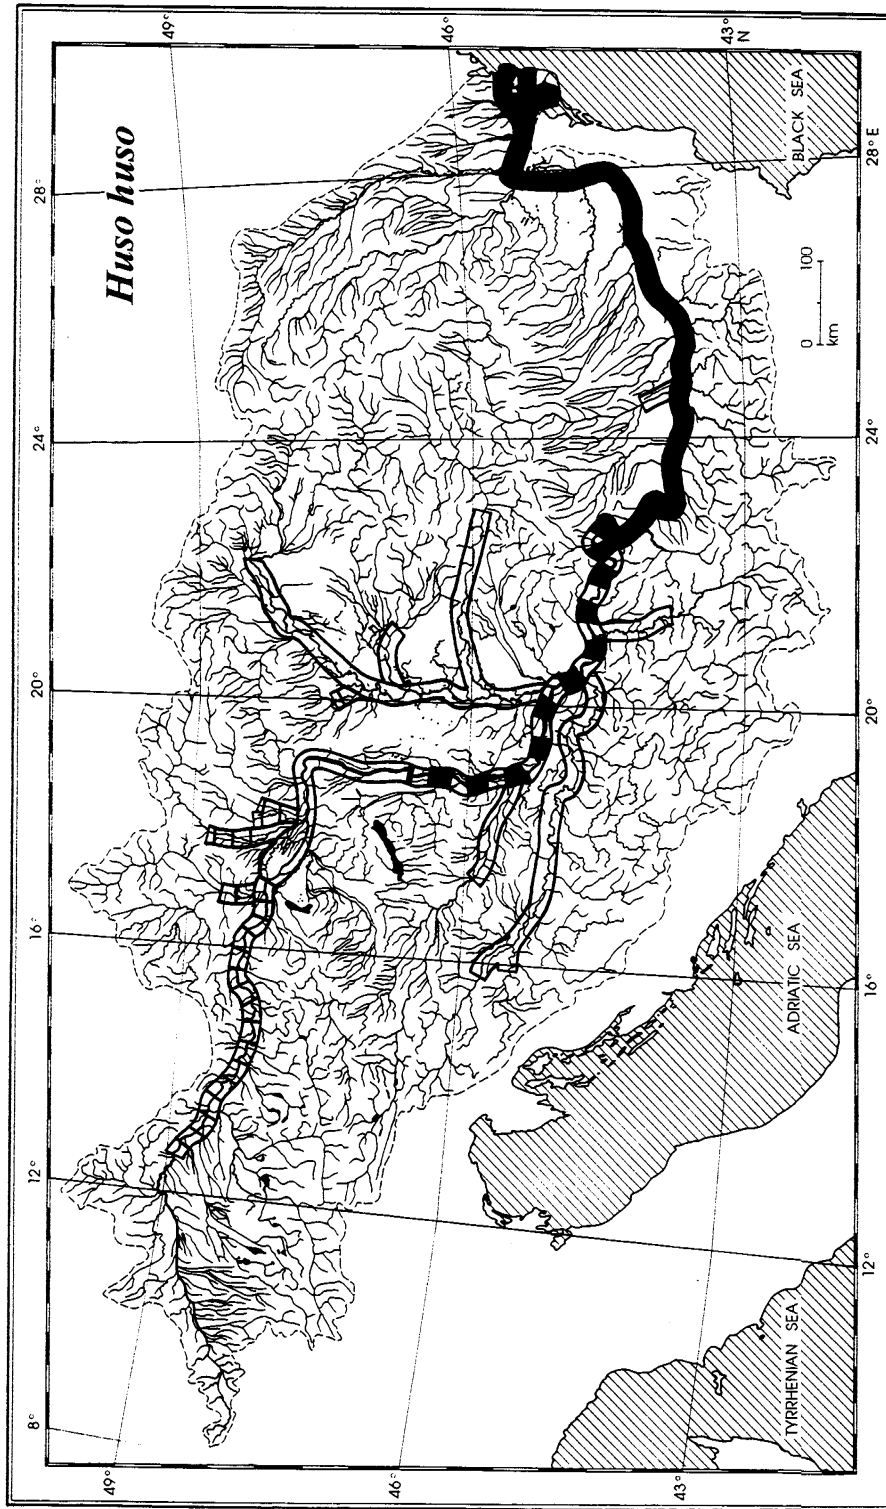 Huso huso
8°
12°
16°
20°
24°
28°
49°
46°
43°
N
49°
46°
43°
12°
16°
20°
24°
28° E
TYRRHENIAN SEA
ADRIATIC SEA
BLACK SEA
0 100
km